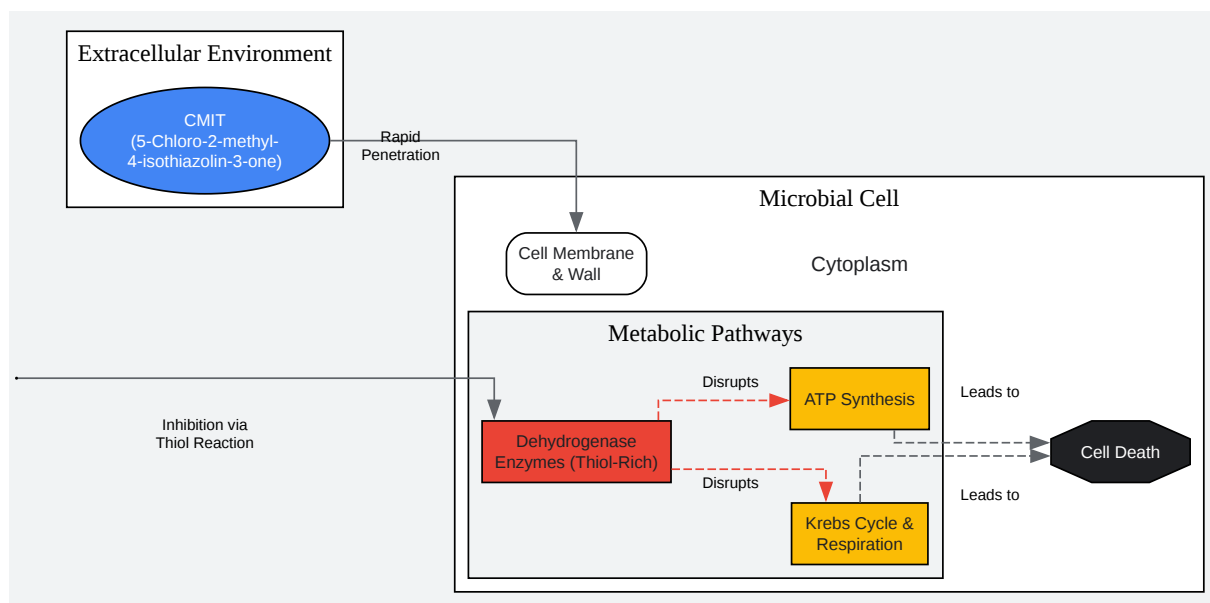 Extracellular Environment
CMIT
(5-Chloro-2-methyl-
4-isothiazolin-3-one)
Rapid
Penetration
Microbial Cell
Cell Membrane
& Wall
Cytoplasm
Metabolic Pathways
Inhibition via
Thiol Reaction
Dehydrogenase
Enzymes (Thiol-Rich)
Disrupts
ATP Synthesis
Leads to
Disrupts
Krebs Cycle &
Respiration
Leads to
Cell Death